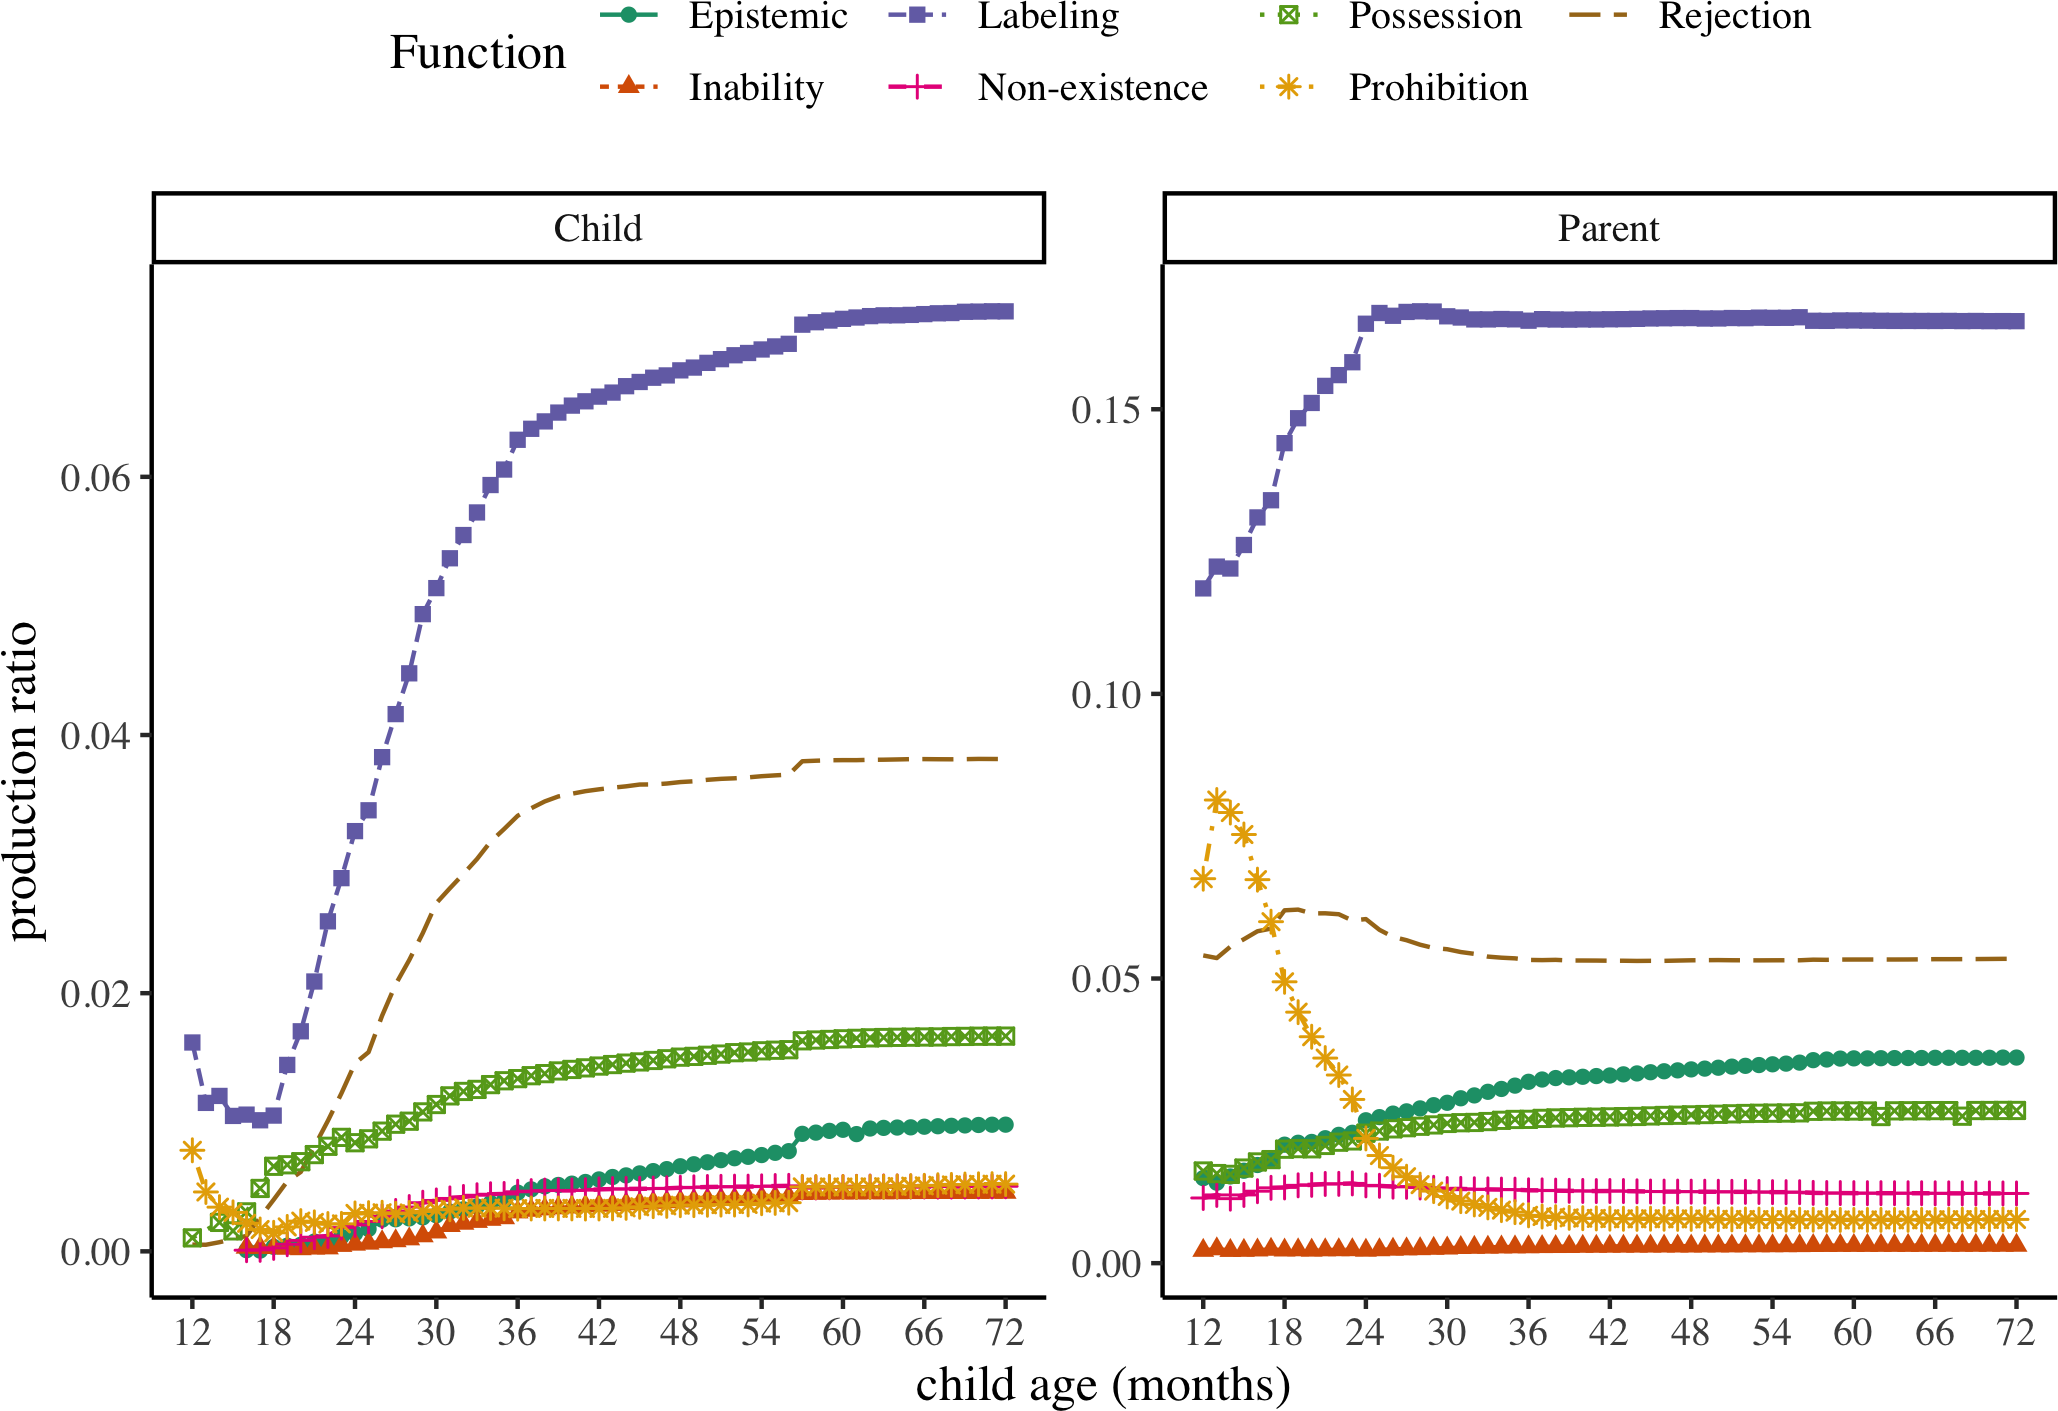 Function
Epistemic Labeling Possession Rejection
Inability Non-existence Prohibition
Child Parent
production ratio
0.06
0.04
0.02
0.00
0.15
0.10
0.05
0.00
12 18 24 30 36 42 48 54 60 66 72
12 18 24 30 36 42 48 54 60 66 72
child age (months)